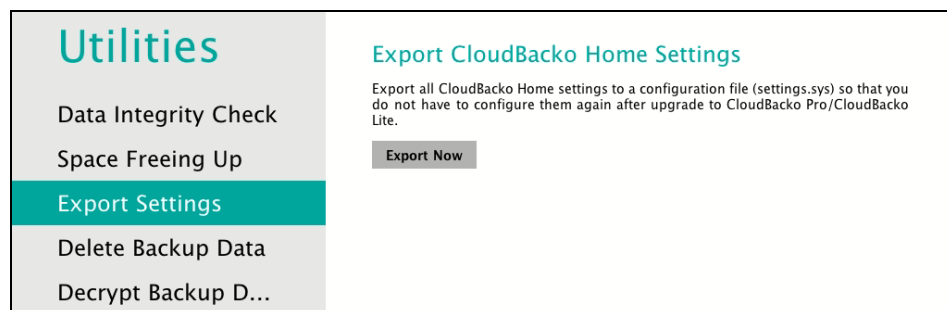 Utilities
Data Integrity Check
Space Freeing Up
Export Settings
Delete Backup Data
Decrypt Backup D...
Export CloudBacko Home Settings
Export all CloudBacko Home settings to a configuration file (settings.sys) so that you
do not have to configure them again after upgrade to CloudBacko Pro/CloudBacko
Lite.
Export Now